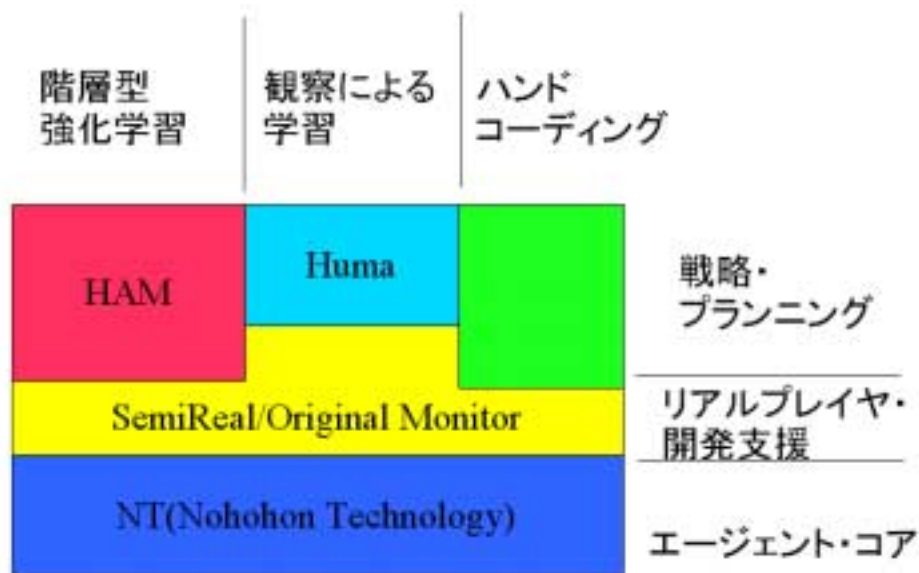 階層型
強化学習
観察による
学習
ハンド
コーディング
HAM
Huma
戦略・
プランニング
SemiReal/Original Monitor
リアルプレイヤ・
開発支援
NT(Nohohon Technology)
エージェント・コア